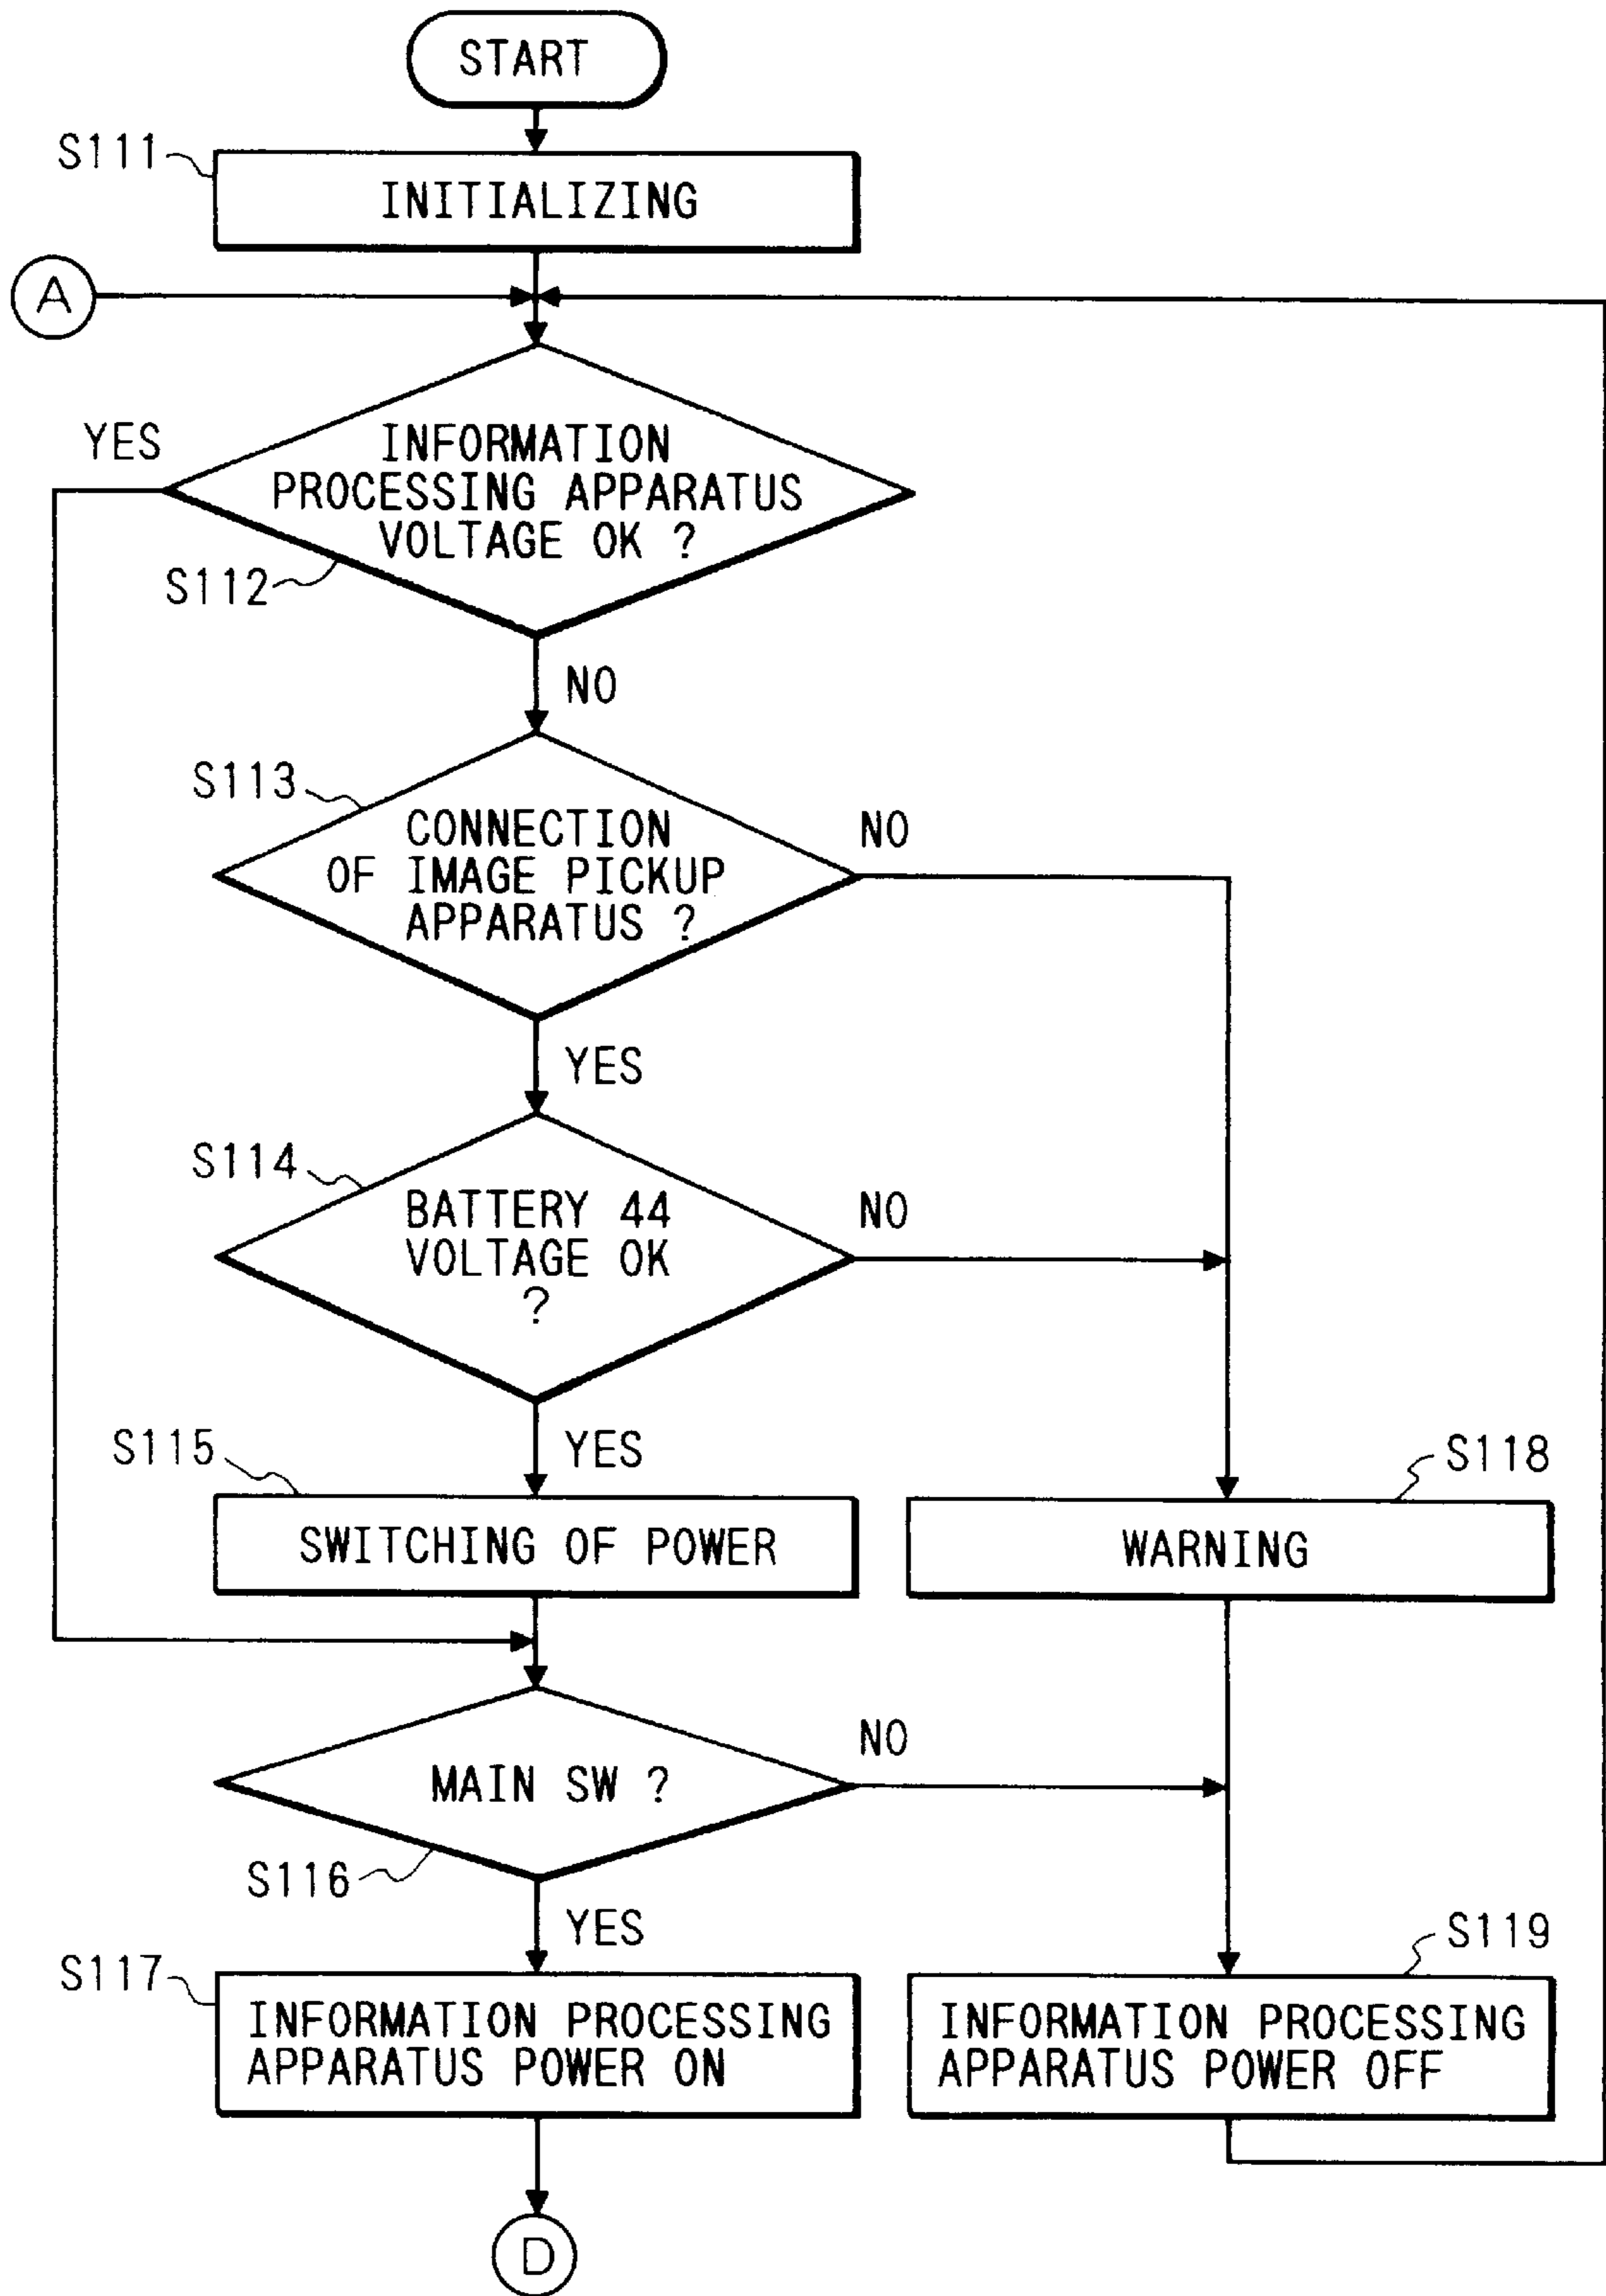 START
S111
INITIALIZING
A
YES
INFORMATION
PROCESSING APPARATUS
VOLTAGE OK ?
S112
NO
S113
CONNECTION
OF IMAGE PICKUP
APPARATUS ?
NO
YES
S114
BATTERY 44
VOLTAGE OK
?
NO
YES
S115
SWITCHING OF POWER
S118
WARNING
MAIN SW ?
NO
S116
YES
S117
INFORMATION PROCESSING
APPARATUS POWER ON
S119
INFORMATION PROCESSING
APPARATUS POWER OFF
D